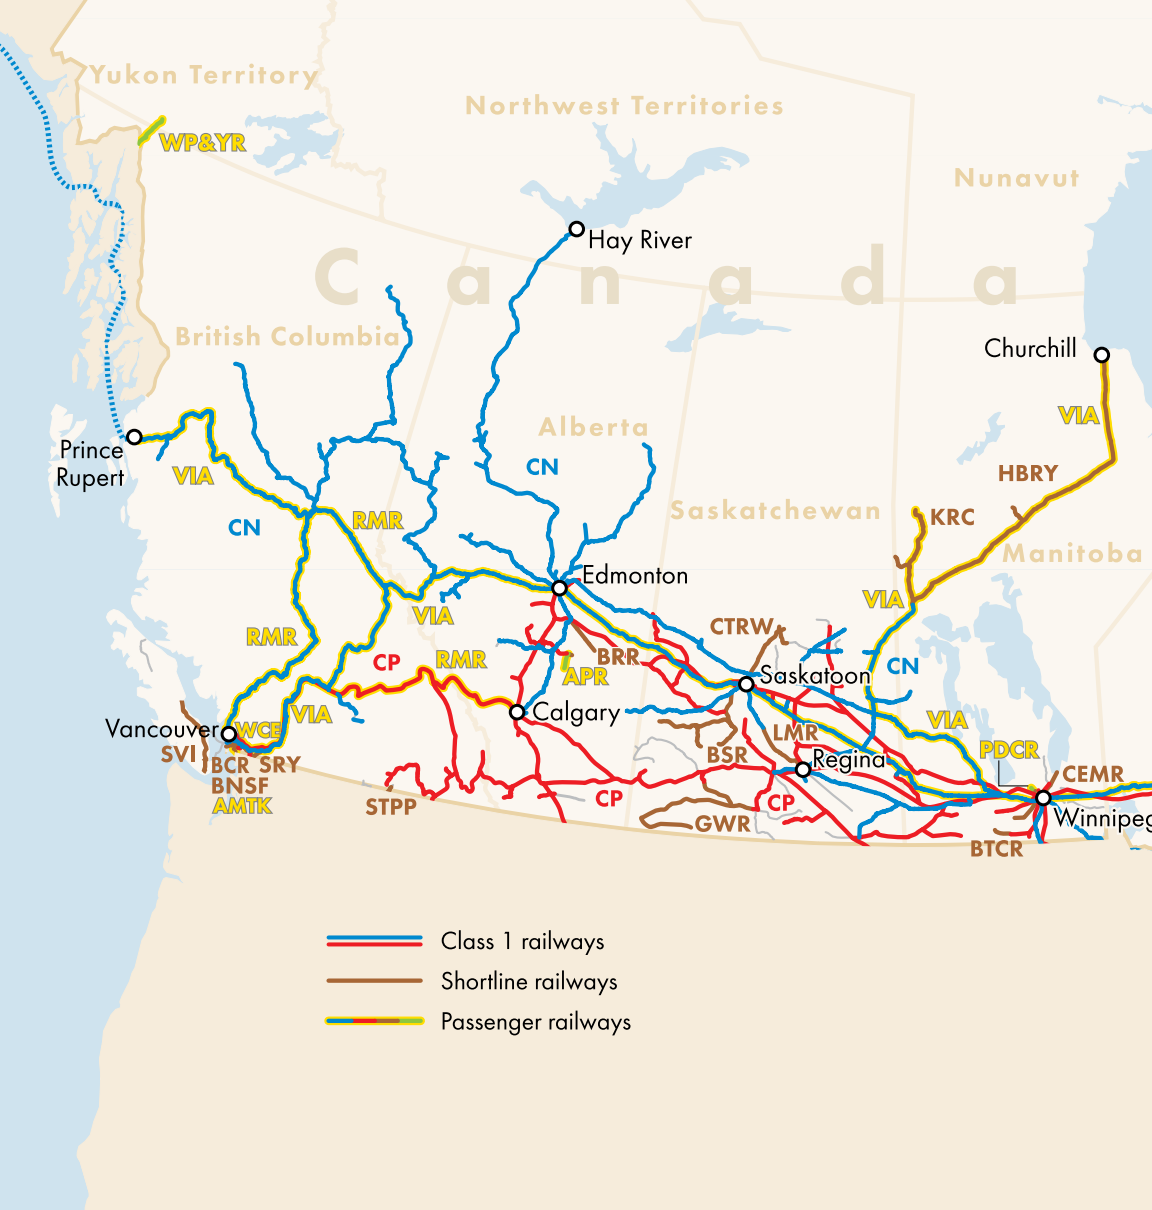 Yukon Territory
Northwest Territories
WP&YR
Nunavut
Hay River
Canada
British Columbia
Churchill
VIA
Alberta
Prince
Rupert
VIA
CN
HBRY
Saskatchewan
KRC
CN
RMR
Manitoba
Edmonton
VIA
VIA
CTRW
RMR
CP
RMR
BRR
APR
Saskatoon
CN
Calgary
VIA
VIA
Vancouver
WCE
LMR
PDCR
SVI
BCR
SRY
BSR
Regina
CEMR
BNSF
AMTK
STPP
CP
CP
GWR
Winnipeg
BTCR
Class 1 railways
Shortline railways
Passenger railways